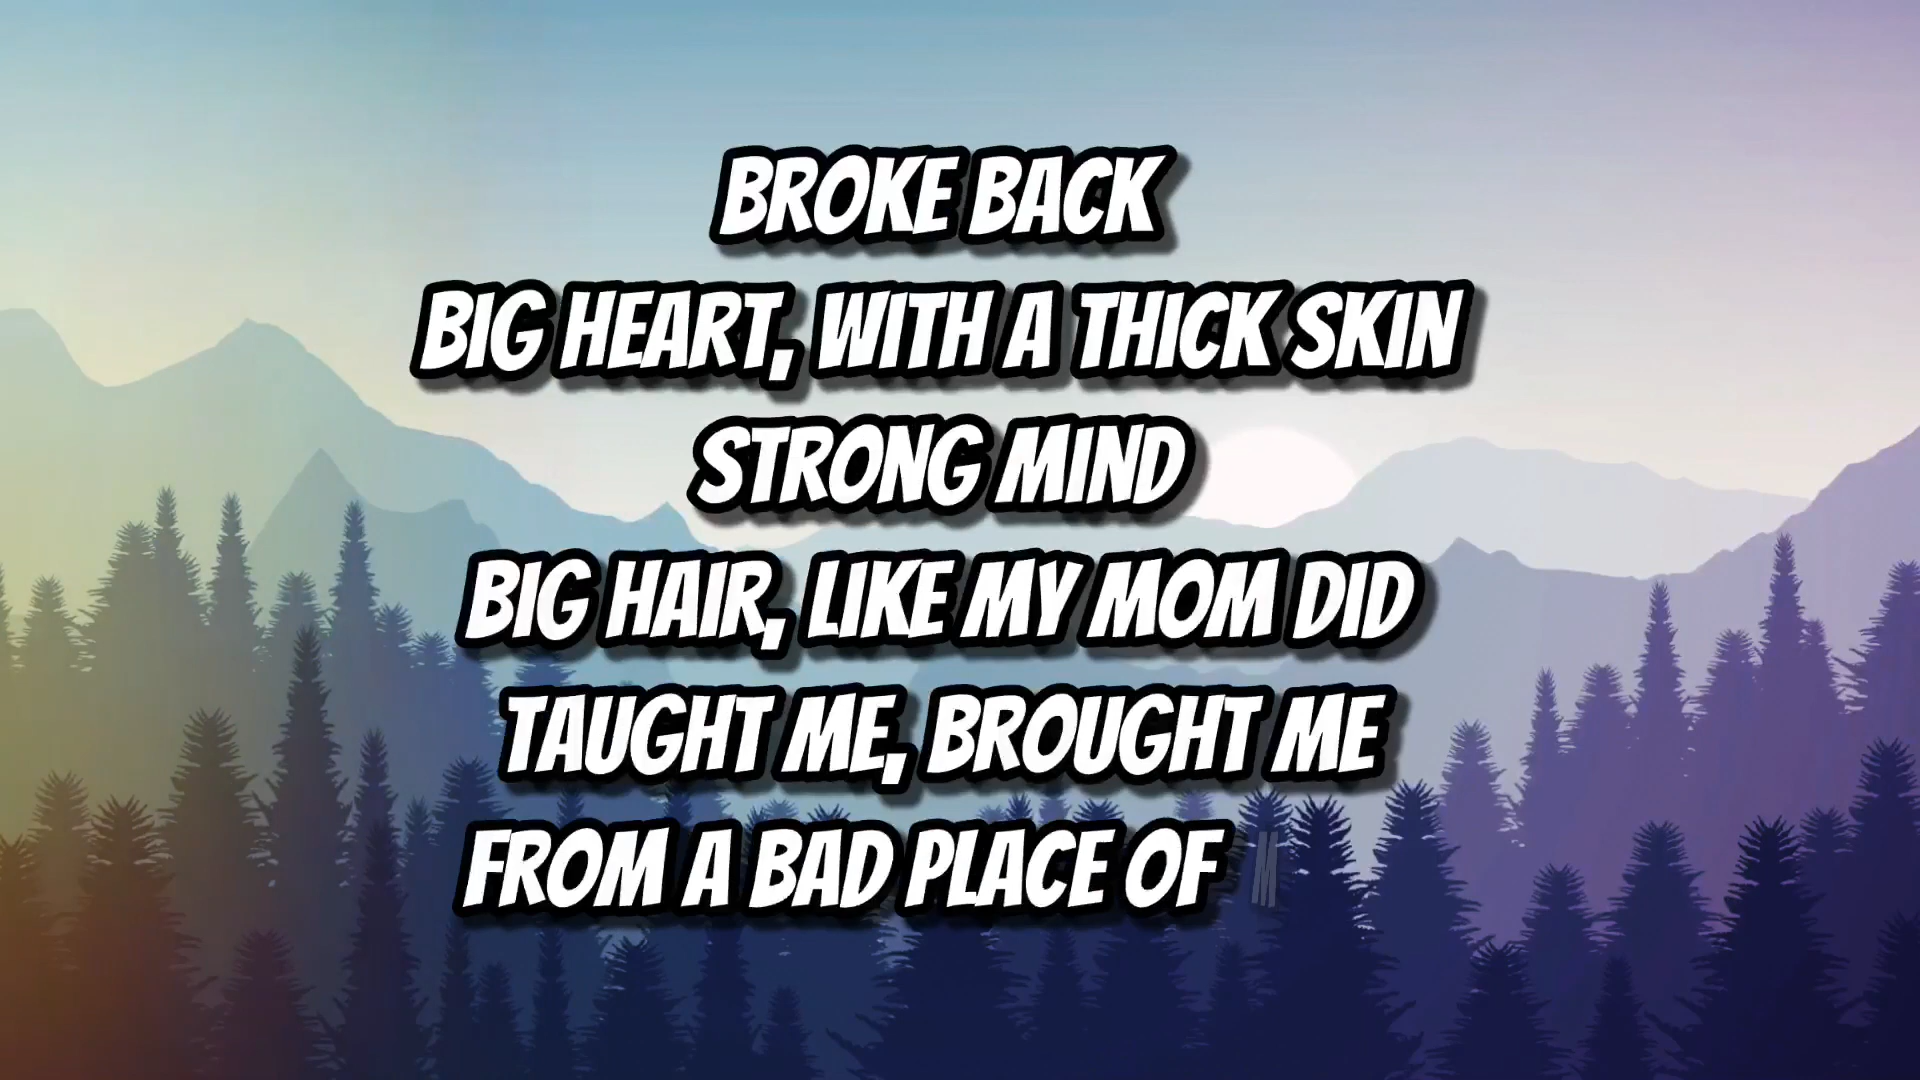 BROKE BACK
BIG HEART, WITH A THICK SKIN
STRONG MIND
BIG HAIR, LIKE MY MOM DID
TAUGHT ME, BROUGHT ME
FROM A BAD PLACE OF M